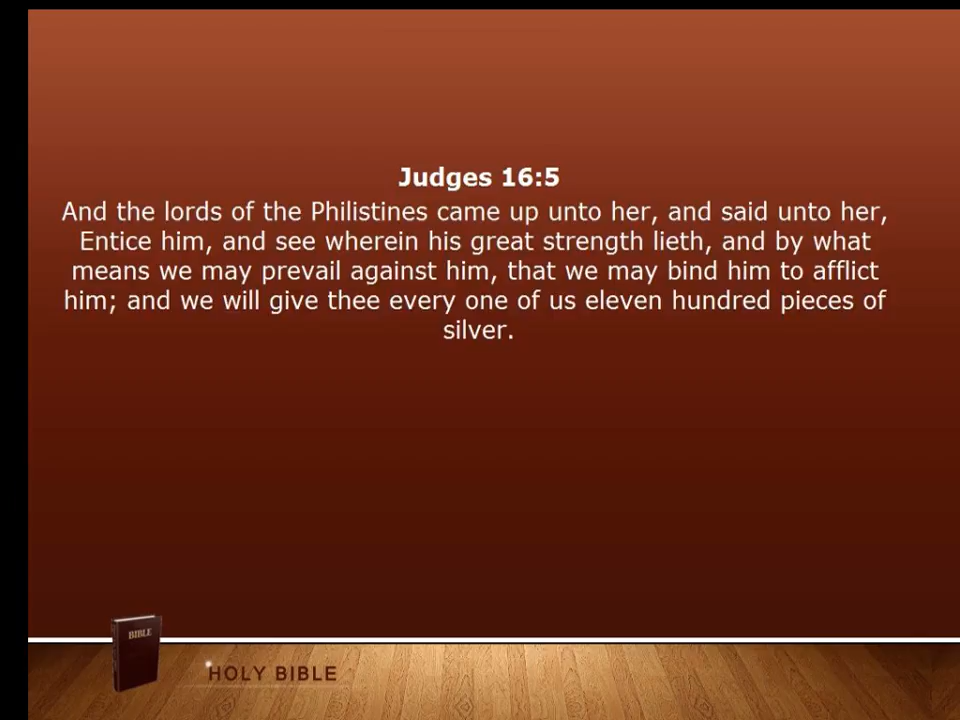 Judges 16:5
And the lords of the Philistines came up unto her, and said unto her,
Entice him, and see wherein his great strength lieth, and by what
means we may prevail against him, that we may bind him to afflict
him; and we will give thee every one of us eleven hundred pieces of
silver.
BIBLE
HOLY BIBLE